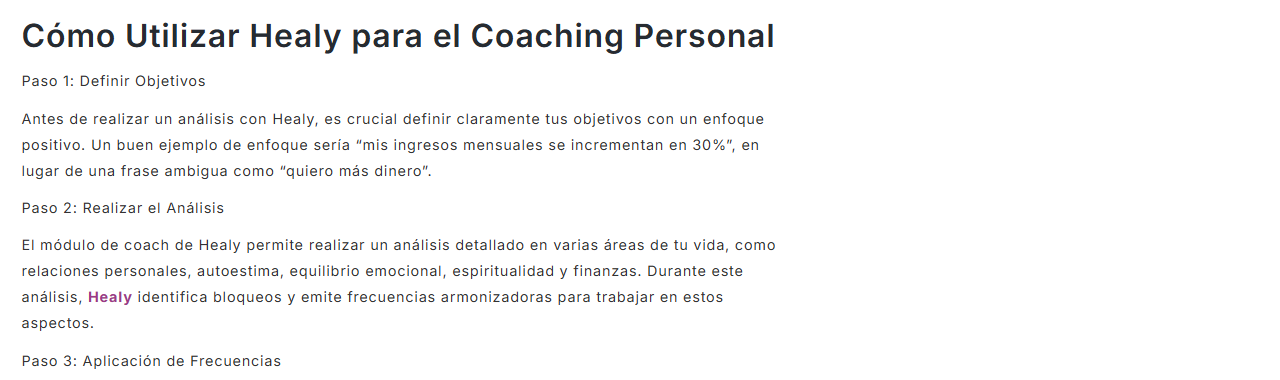 Cómo Utilizar Healy para el Coaching Personal
Paso 1: Definir Objetivos
Antes de realizar un análisis con Healy, es crucial definir claramente tus objetivos con un enfoque
positivo. Un buen ejemplo de enfoque sería “mis ingresos mensuales se incrementan en 30%”, en
lugar de una frase ambigua como “quiero más dinero”.
Paso 2: Realizar el Análisis
El módulo de coach de Healy permite realizar un análisis detallado en varias áreas de tu vida, como
relaciones personales, autoestima, equilibrio emocional, espiritualidad y finanzas. Durante este
análisis, Healy identifica bloqueos y emite frecuencias armonizadoras para trabajar en estos
aspectos.
Paso 3: Aplicación de Frecuencias